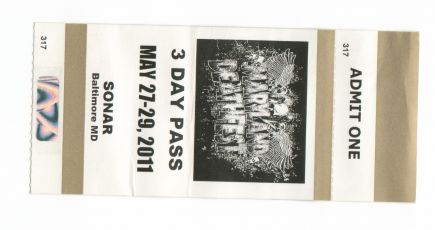 317
SONAR
Baltimore MD
3 DAY PASS
MAY 27-29, 2011
MARYLAND
DEATHFEST
317
ADMIT ONE